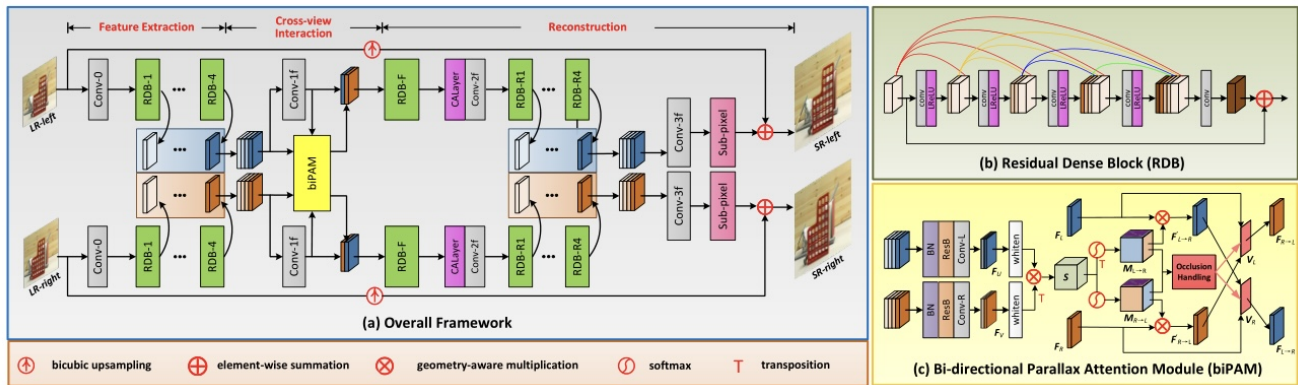 Feature Extraction
Cross-view
Interaction
Reconstruction
LR-left
Conv-0
RDB-1
...
RDB-4
Conv-1f
RDB-F
CALayer
Conv-2f
RDB-R1
...
RDB-R4
Conv-3f
Sub-pixel
SR-left
...
...
biPAM
...
...
LR-right
Conv-0
RDB-1
...
RDB-4
Conv-1f
RDB-F
CALayer
Conv-2f
RDB-R1
...
RDB-R4
Conv-3f
Sub-pixel
SR-right
(a) Overall Framework
bicubic upsampling
element-wise summation
geometry-aware multiplication
softmax
T transposition
conv
LReLU
conv
LReLU
conv
LReLU
conv
LReLU
conv
(b) Residual Dense Block (RDB)
BN
ResB
Conv-L
F_U
whiten
BN
ResB
Conv-R
F_V
whiten
T
S
T
F_L
M_L→R
F'_L→R
V_L
F_R→L
Occlusion
Handling
F_R
M_R→L
F'_R→L
V_R
F_L→R
(c) Bi-directional Parallax Attention Module (biPAM)